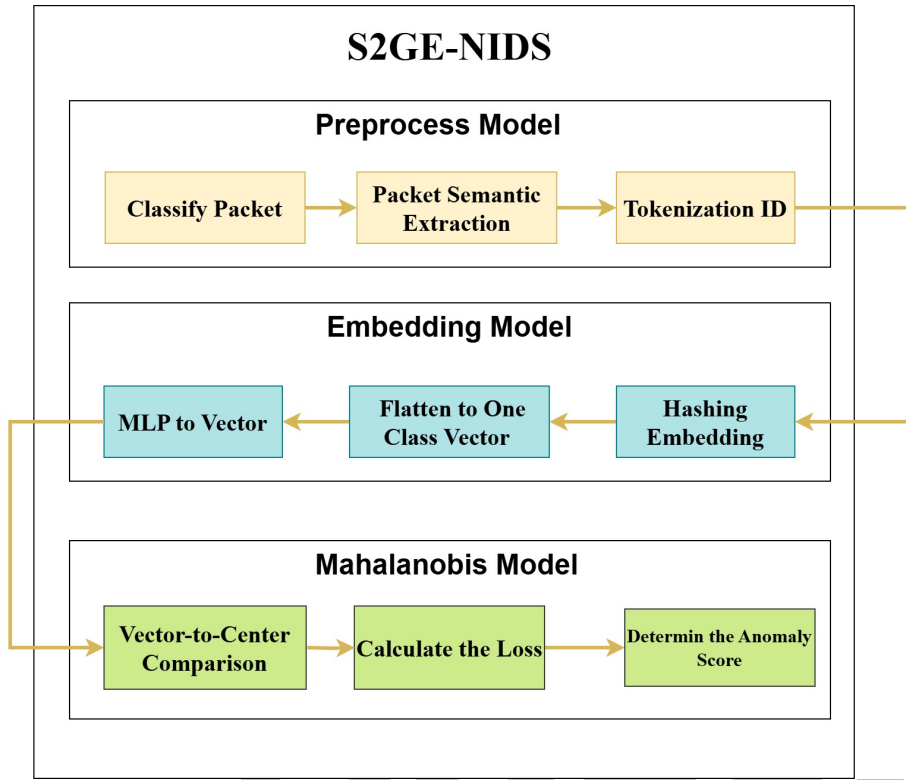 S2GE-NIDS
Preprocess Model
Classify Packet
Packet Semantic
Extraction
Tokenization ID
Embedding Model
MLP to Vector
Flatten to One
Class Vector
Hashing
Embedding
Mahalanobis Model
Vector-to-Center
Comparison
Calculate the Loss
Determin the Anomaly
Score